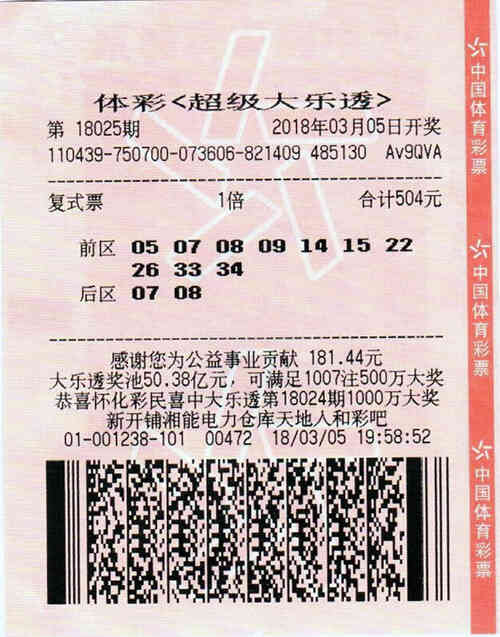 体彩<超级大乐透>
第 18025期 2018年03月05日开奖
110439-750700-073606-821409 485130 Av9QVA
复式票 1倍 合计504元
前区 05 07 08 09 14 15 22
26 33 34
后区 07 08
感谢您为公益事业贡献 181.44元
大乐透奖池50.38亿元，可满足1007注500万大奖
恭喜怀化彩民喜中大乐透第18024期1000万大奖
新开铺湘能电力仓库天地人和彩吧
01-001238-101 00472 18/03/05 19:58:52
中国体育彩票
中国体育彩票
中国体育彩票